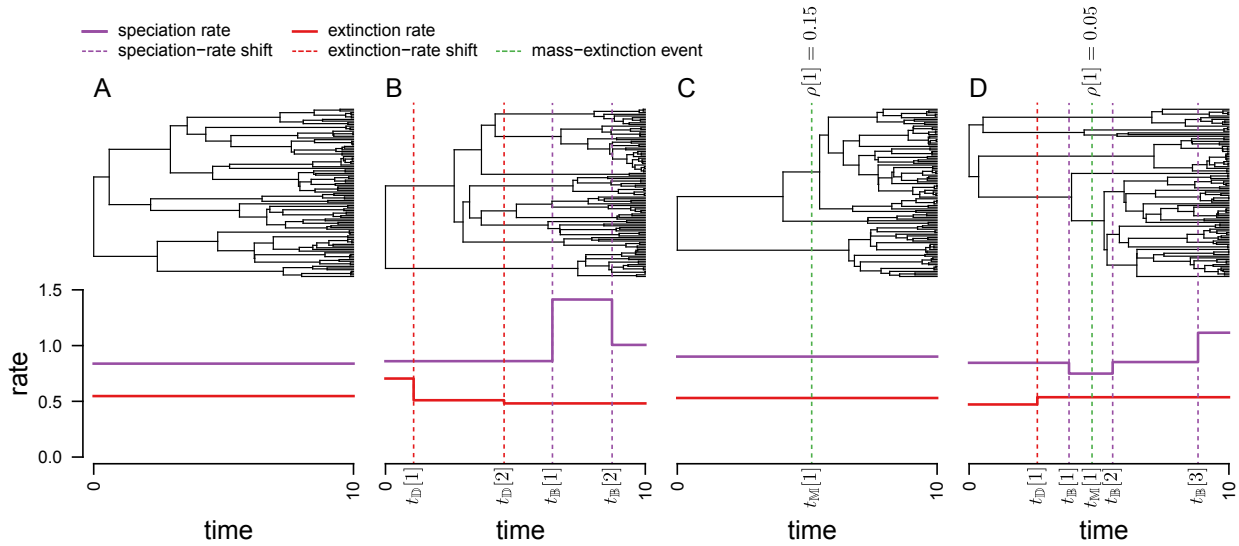 speciation rate
extinction rate
speciation−rate shift
extinction−rate shift
mass−extinction event
ρ[1] = 0.15
ρ[1] = 0.05
A
B
C
D
1.5
1.0
0.5
0.0
rate
0
10
0
t𝔻[1]
t𝔻[2]
t𝔹[1]
t𝔹[2]
10
0
t𝕄[1]
10
0
t𝔻[1]
t𝔹[1]
t𝕄[1]
t𝔹[2]
t𝔹[3]
10
time
time
time
time